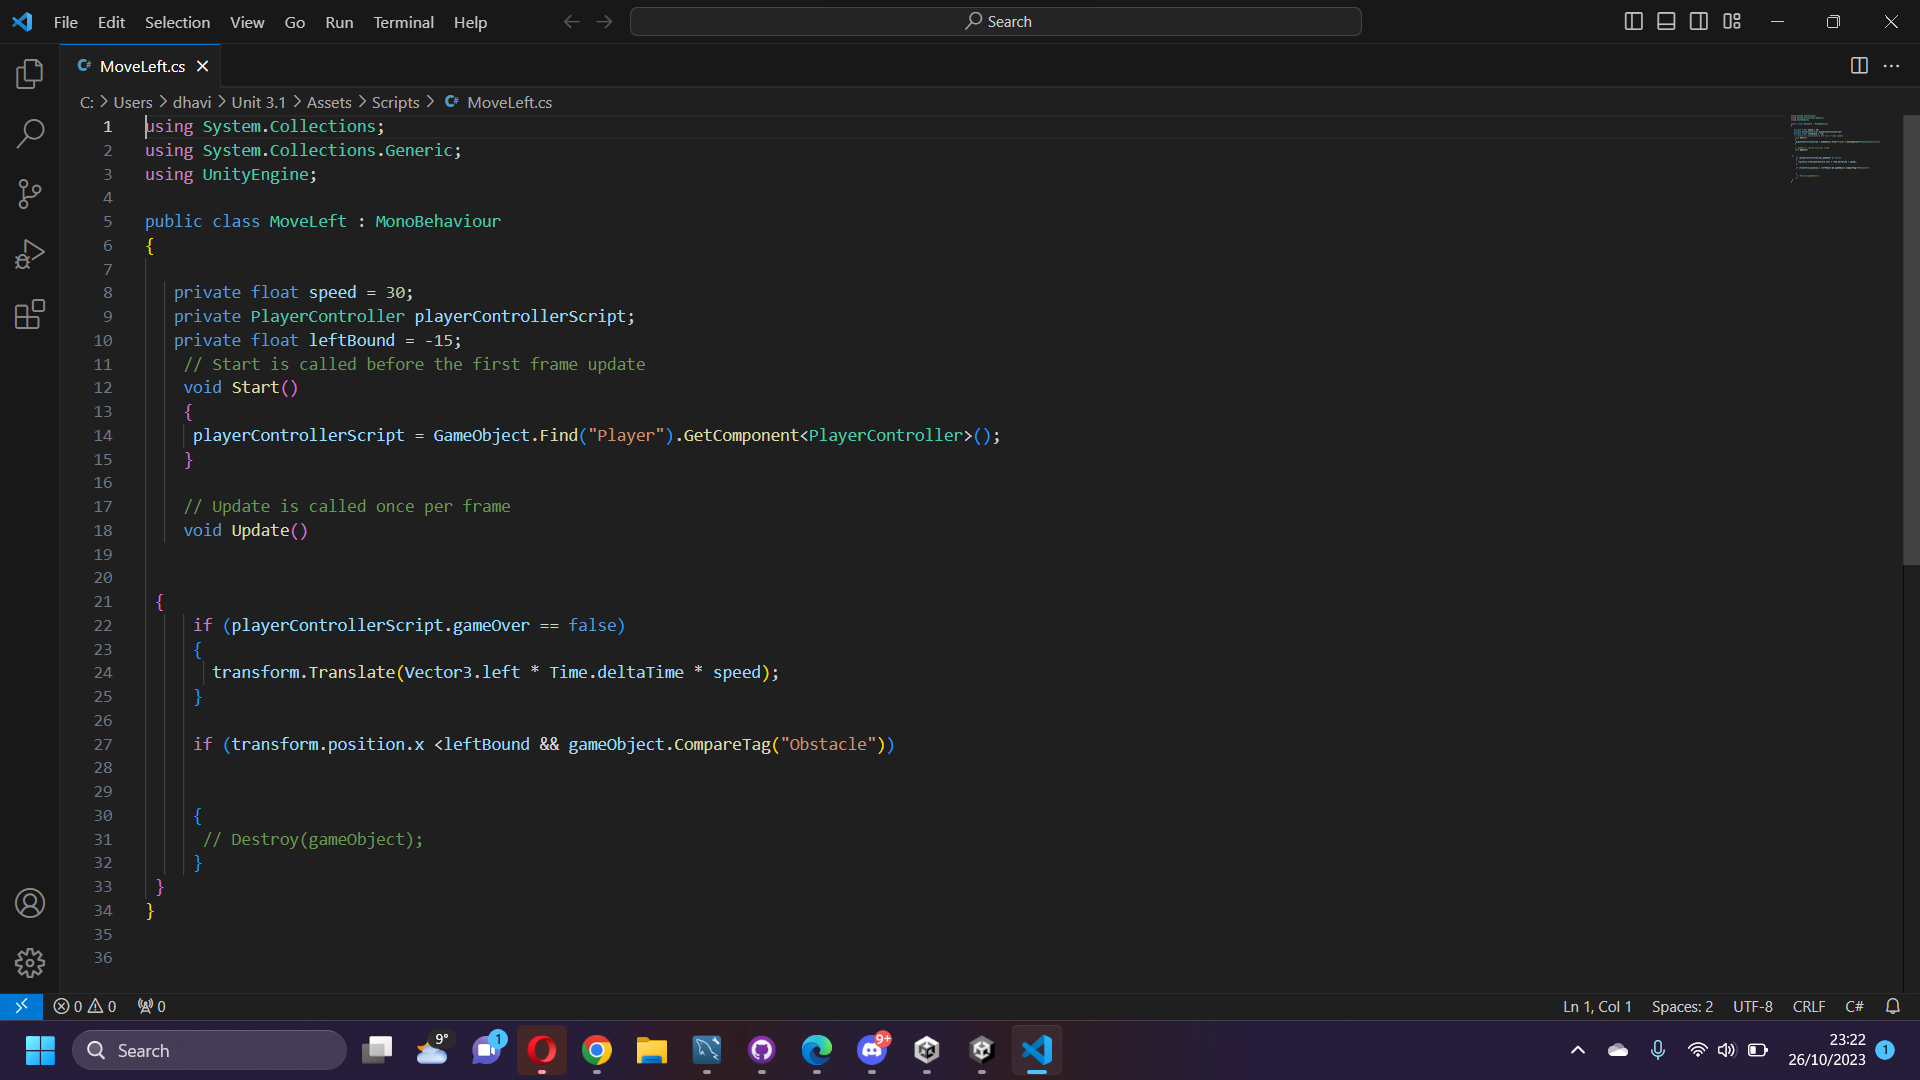 File Edit Selection View Go Run Terminal Help Search
C# MoveLeft.cs
C: > Users > dhavi > Unit 3.1 > Assets > Scripts > C# MoveLeft.cs
1 using System.Collections;
2 using System.Collections.Generic;
3 using UnityEngine;
4
5 public class MoveLeft : MonoBehaviour
6 {
7
8 private float speed = 30;
9 private PlayerController playerControllerScript;
10 private float leftBound = -15;
11 // Start is called before the first frame update
12 void Start()
13 {
14 playerControllerScript = GameObject.Find("Player").GetComponent<PlayerController>();
15 }
16
17 // Update is called once per frame
18 void Update()
19
20
21 {
22 if (playerControllerScript.gameOver == false)
23 {
24 transform.Translate(Vector3.left * Time.deltaTime * speed);
25 }
26
27 if (transform.position.x <leftBound && gameObject.CompareTag("Obstacle"))
28
29
30 {
31 // Destroy(gameObject);
32 }
33 }
34 }
35
36
0 0 0 Ln 1, Col 1 Spaces: 2 UTF-8 CRLF C#
Search 9° 1 9+ 23:22
26/10/2023 1